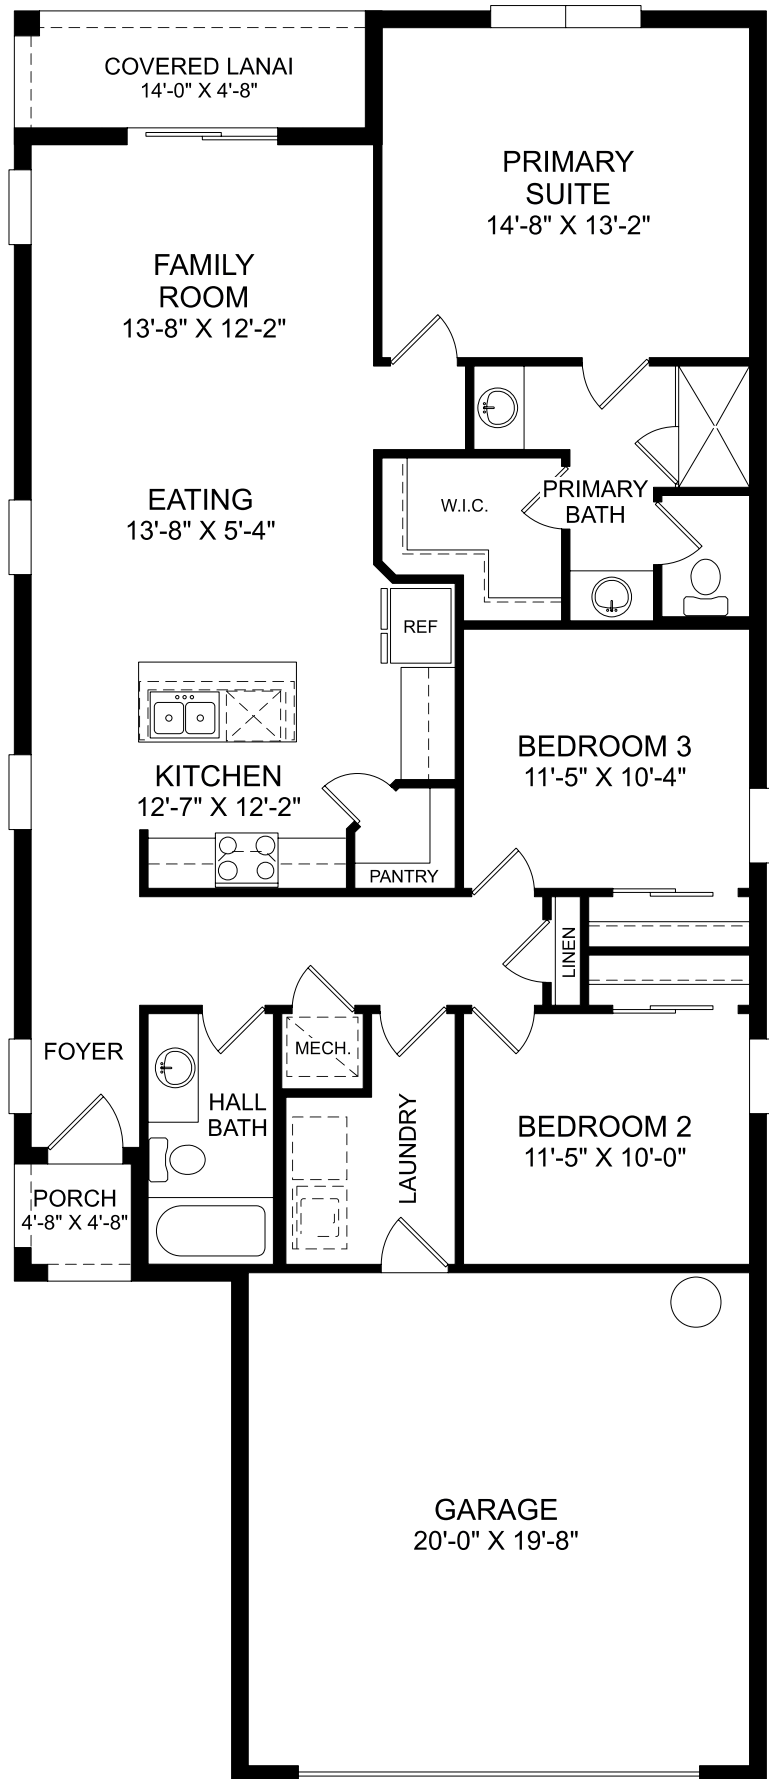 COVERED LANAI
14'-0" X 4'-8"
PRIMARY
SUITE
14'-8" X 13'-2"
FAMILY
ROOM
13'-8" X 12'-2"
EATING
13'-8" X 5'-4"
W.I.C.
PRIMARY
BATH
REF
BEDROOM 3
11'-5" X 10'-4"
KITCHEN
12'-7" X 12'-2"
PANTRY
LINEN
FOYER
MECH.
HALL
BATH
LAUNDRY
BEDROOM 2
11'-5" X 10'-0"
PORCH
4'-8" X 4'-8"
GARAGE
20'-0" X 19'-8"